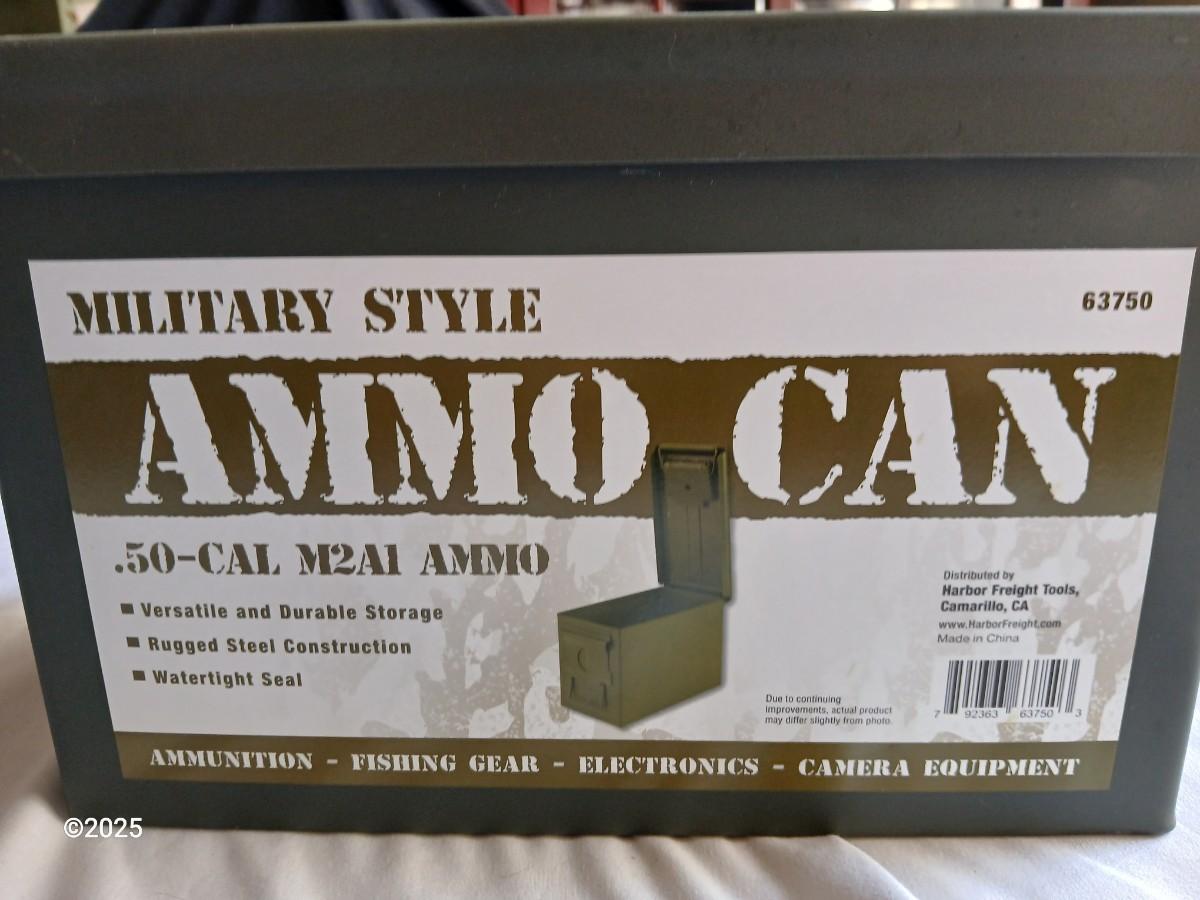 MILITARY STYLE
63750
AMMO CAN
.50-CAL M2A1 AMMO
■ Versatile and Durable Storage
■ Rugged Steel Construction
■ Watertight Seal
Distributed by
Harbor Freight Tools,
Camarillo, CA
www.HarborFreight.com
Made in China
Due to continuing
improvements, actual product
may differ slightly from photo.
7 92363 63750 3
AMMUNITION - FISHING GEAR - ELECTRONICS - CAMERA EQUIPMENT
©2025